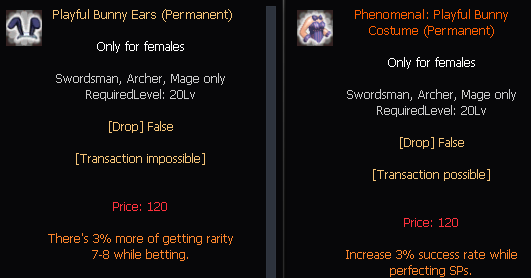 Playful Bunny Ears (Permanent)
Only for females
Swordsman, Archer, Mage only
RequiredLevel: 20Lv
[Drop] False
[Transaction impossible]
Price: 120
There's 3% more of getting rarity
7-8 while betting.
Phenomenal: Playful Bunny
Costume (Permanent)
Only for females
Swordsman, Archer, Mage only
RequiredLevel: 20Lv
[Drop] False
[Transaction possible]
Price: 120
Increase 3% success rate while
perfecting SPs.